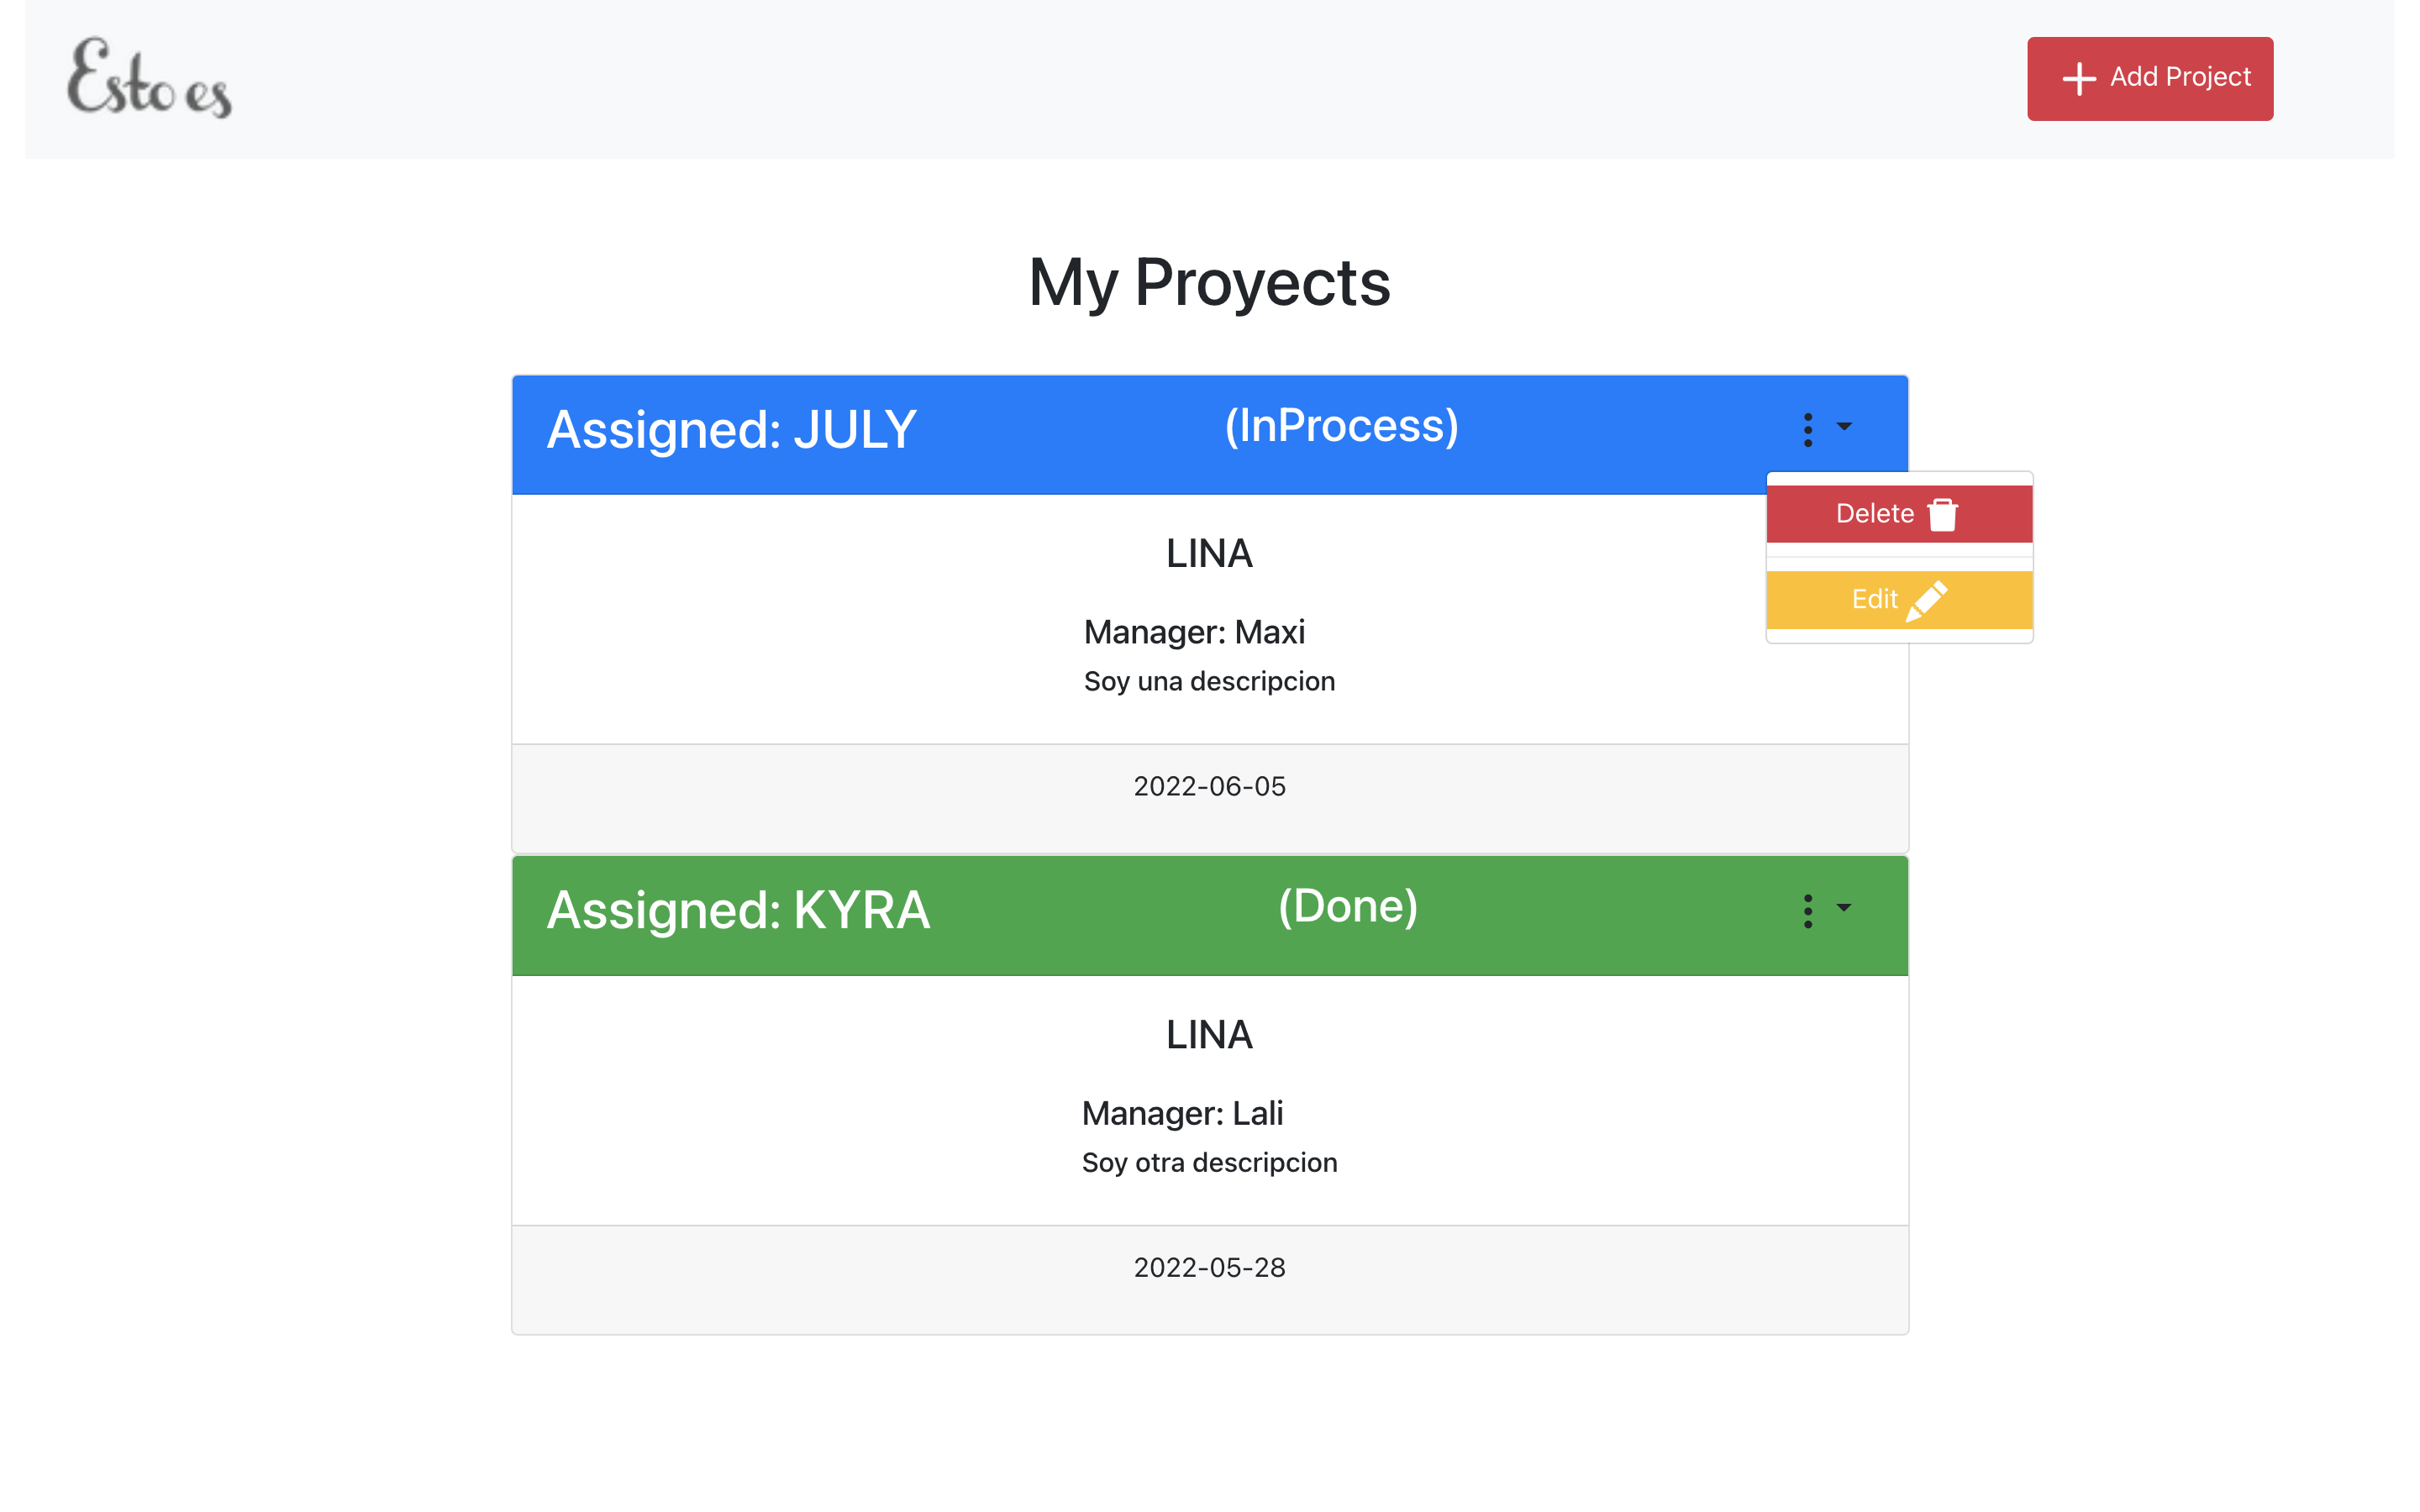 Esto es
Add Project
My Proyects
Assigned: JULY
(InProcess)
Delete
Edit
LINA
Manager: Maxi
Soy una descripcion
2022-06-05
Assigned: KYRA
(Done)
LINA
Manager: Lali
Soy otra descripcion
2022-05-28